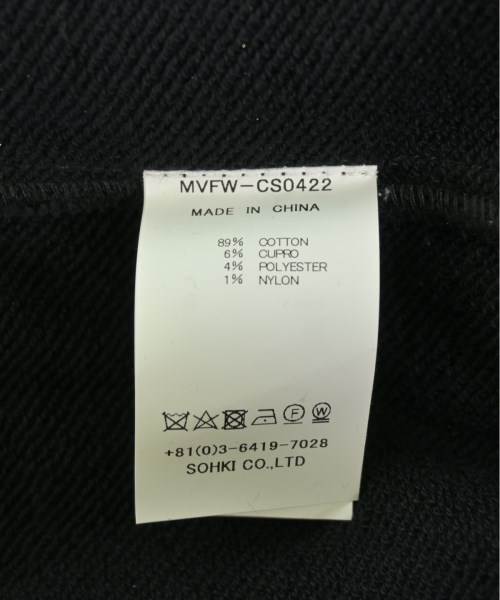 MVFW-CS0422
MADE IN CHINA
89% COTTON
6% CUPRO
4% POLYESTER
1% NYLON
F W
+81(0)3-6419-7028
SOHKI CO.,LTD